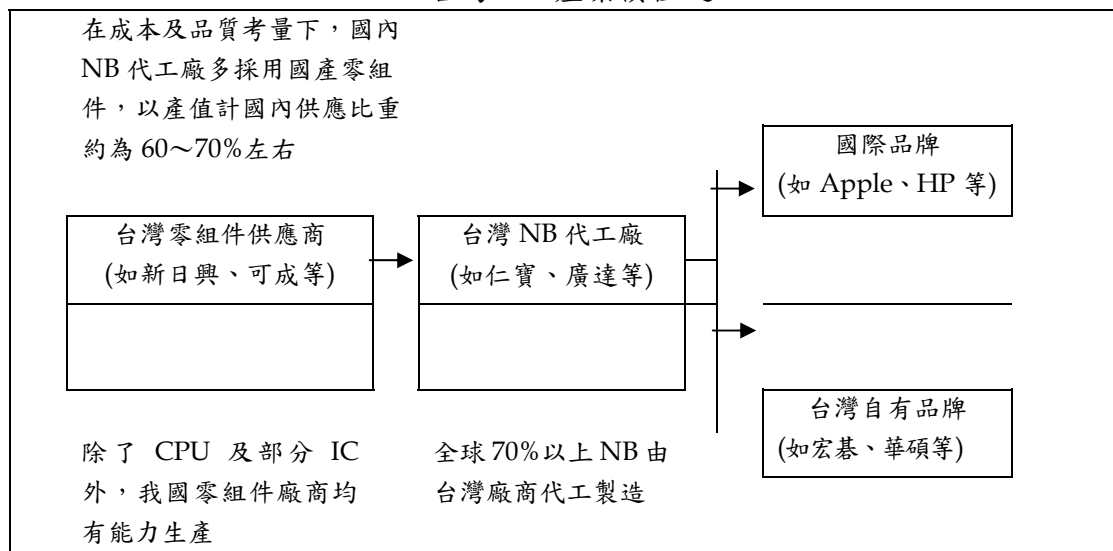 在成本及品質考量下，國內
NB 代工廠多採用國產零組
件，以產值計國內供應比重
約為 60～70%左右
國際品牌
(如 Apple、HP 等)
台灣零組件供應商
(如新日興、可成等)
台灣 NB 代工廠
(如仁寶、廣達等)
台灣自有品牌
(如宏碁、華碩等)
除了 CPU 及部分 IC
外，我國零組件廠商均
有能力生產
全球 70%以上 NB 由
台灣廠商代工製造